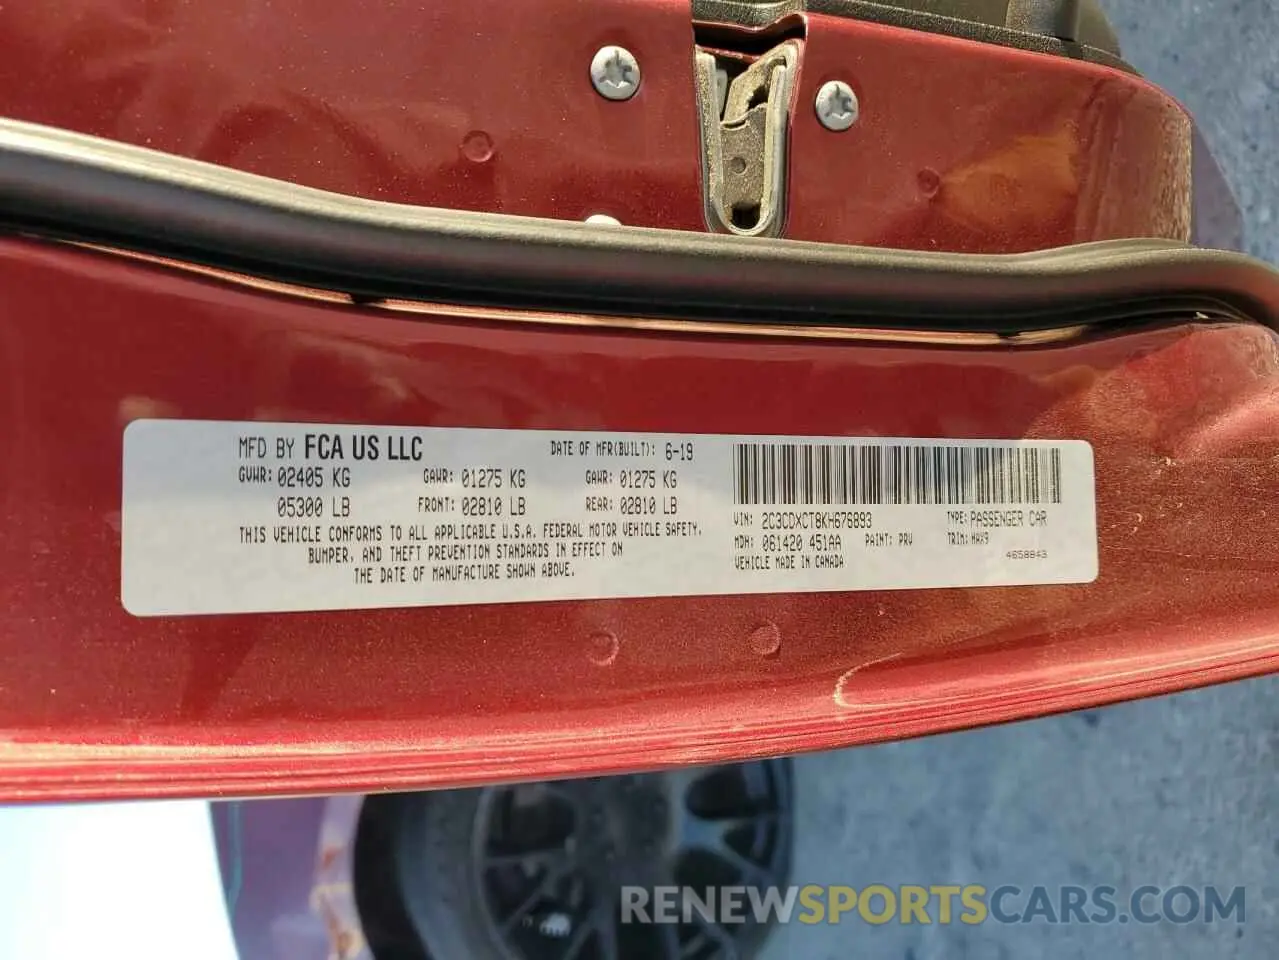 MFD BY FCA US LLC
DATE OF MFR(BUILT): 6-19
GVWR: 02405 KG
05300 LB
GAWR: 01275 KG
FRONT: 02810 LB
GAWR: 01275 KG
REAR: 02810 LB
THIS VEHICLE CONFORMS TO ALL APPLICABLE U.S.A. FEDERAL MOTOR VEHICLE SAFETY,
BUMPER, AND THEFT PREVENTION STANDARDS IN EFFECT ON
THE DATE OF MANUFACTURE SHOWN ABOVE.
VIN: 2C3CDXCT8KH676893
TYPE: PASSENGER CAR
MDH: 061420 451AA
PAINT: PRV
TRIM: HAX9
VEHICLE MADE IN CANADA
4658843
RENEWSPORTSCARS.COM